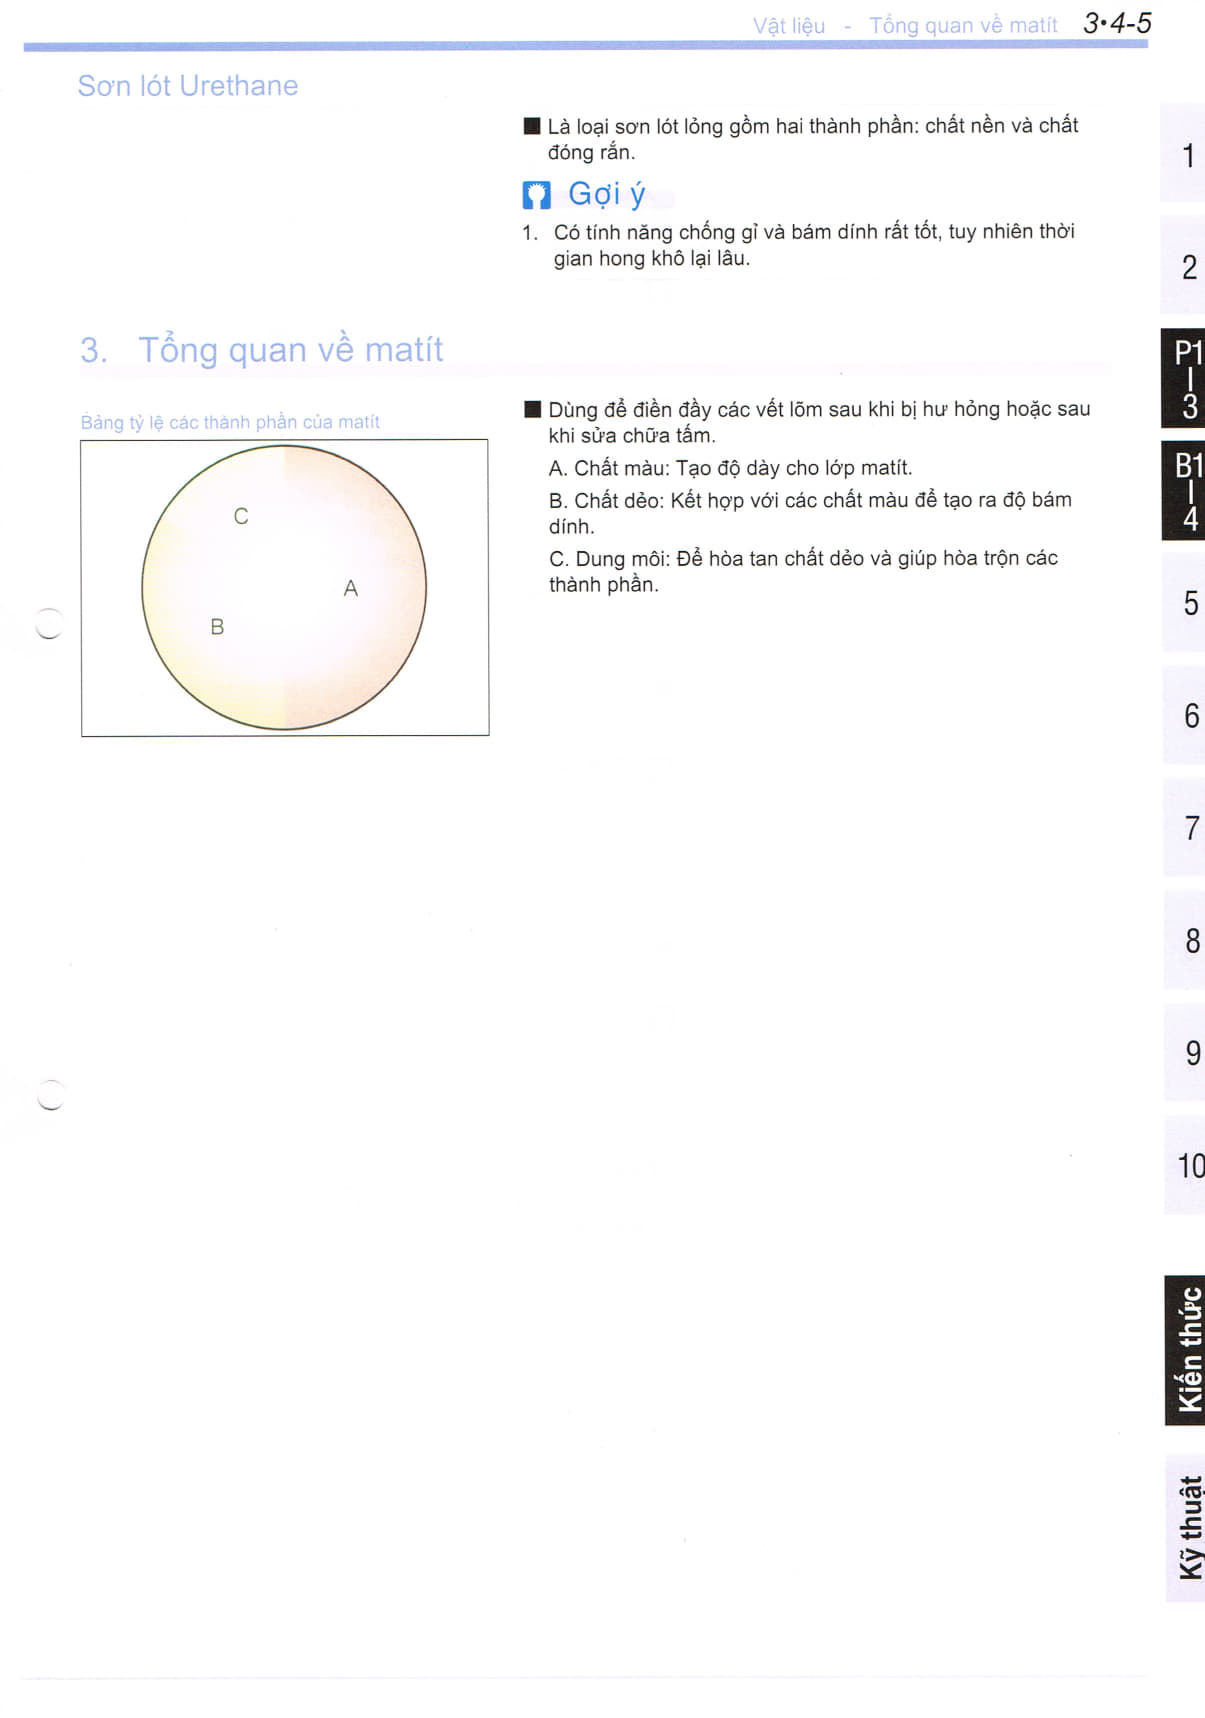 Vật liệu - Tổng quan về matít 3•4-5
Sơn lót Urethane
■ Là loại sơn lót lỏng gồm hai thành phần: chất nền và chất
đóng rắn.
Gợi ý
1. Có tính năng chống gỉ và bám dính rất tốt, tuy nhiên thời
gian hong khô lại lâu.
3. Tổng quan về matít
Bảng tỷ lệ các thành phần của matít
C
A
B
■ Dùng để điền đầy các vết lõm sau khi bị hư hỏng hoặc sau
khi sửa chữa tấm.
A. Chất màu: Tạo độ dày cho lớp matít.
B. Chất dẻo: Kết hợp với các chất màu để tạo ra độ bám
dính.
C. Dung môi: Để hòa tan chất dẻo và giúp hòa trộn các
thành phần.
1
2
P1
|
3
B1
|
4
5
6
7
8
9
10
Kiến thức
Kỹ thuật